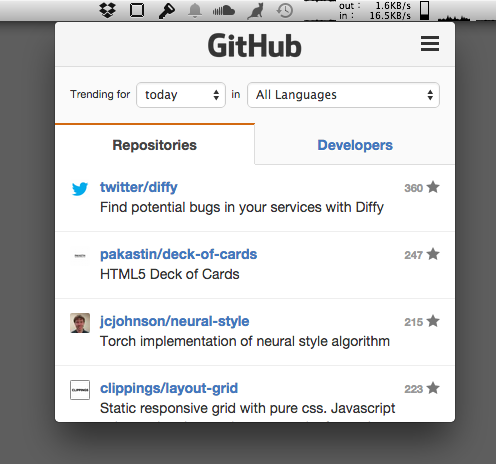 out : 1.6KB/s
in : 16.5KB/s
GitHub
Trending for today in All Languages
Repositories Developers
twitter/diffy 360
Find potential bugs in your services with Diffy
pakastin/deck-of-cards 247
HTML5 Deck of Cards
jcjohnson/neural-style 215
Torch implementation of neural style algorithm
CLIPPINGS clippings/layout-grid 223
Static responsive grid with pure css. Javascript